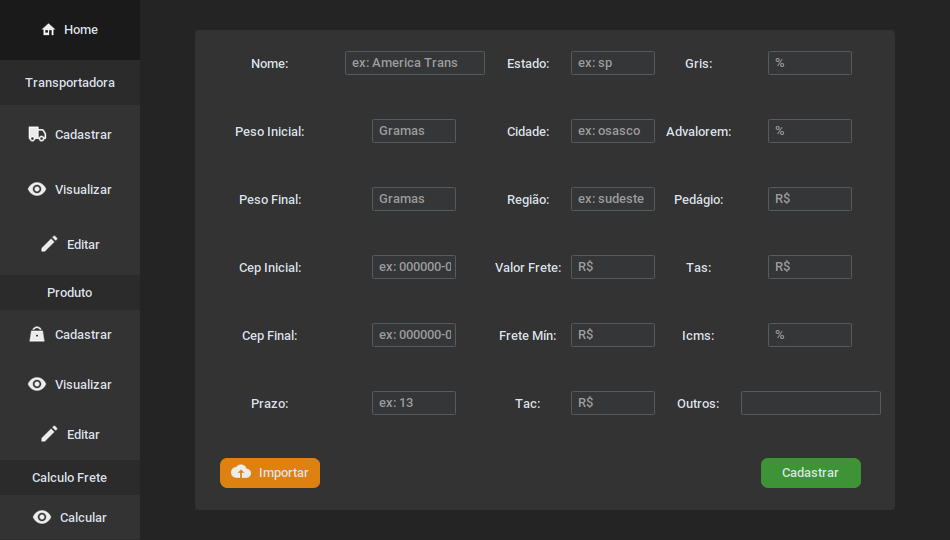 Home
Transportadora
Cadastrar
Visualizar
Editar
Produto
Cadastrar
Visualizar
Editar
Calculo Frete
Calcular
Nome: ex: America Trans Estado: ex: sp Gris: %
Peso Inicial: Gramas Cidade: ex: osasco Advalorem: %
Peso Final: Gramas Região: ex: sudeste Pedágio: R$
Cep Inicial: ex: 000000-0 Valor Frete: R$ Tas: R$
Cep Final: ex: 000000-0 Frete Mín: R$ Icms: %
Prazo: ex: 13 Tac: R$ Outros:
Importar Cadastrar